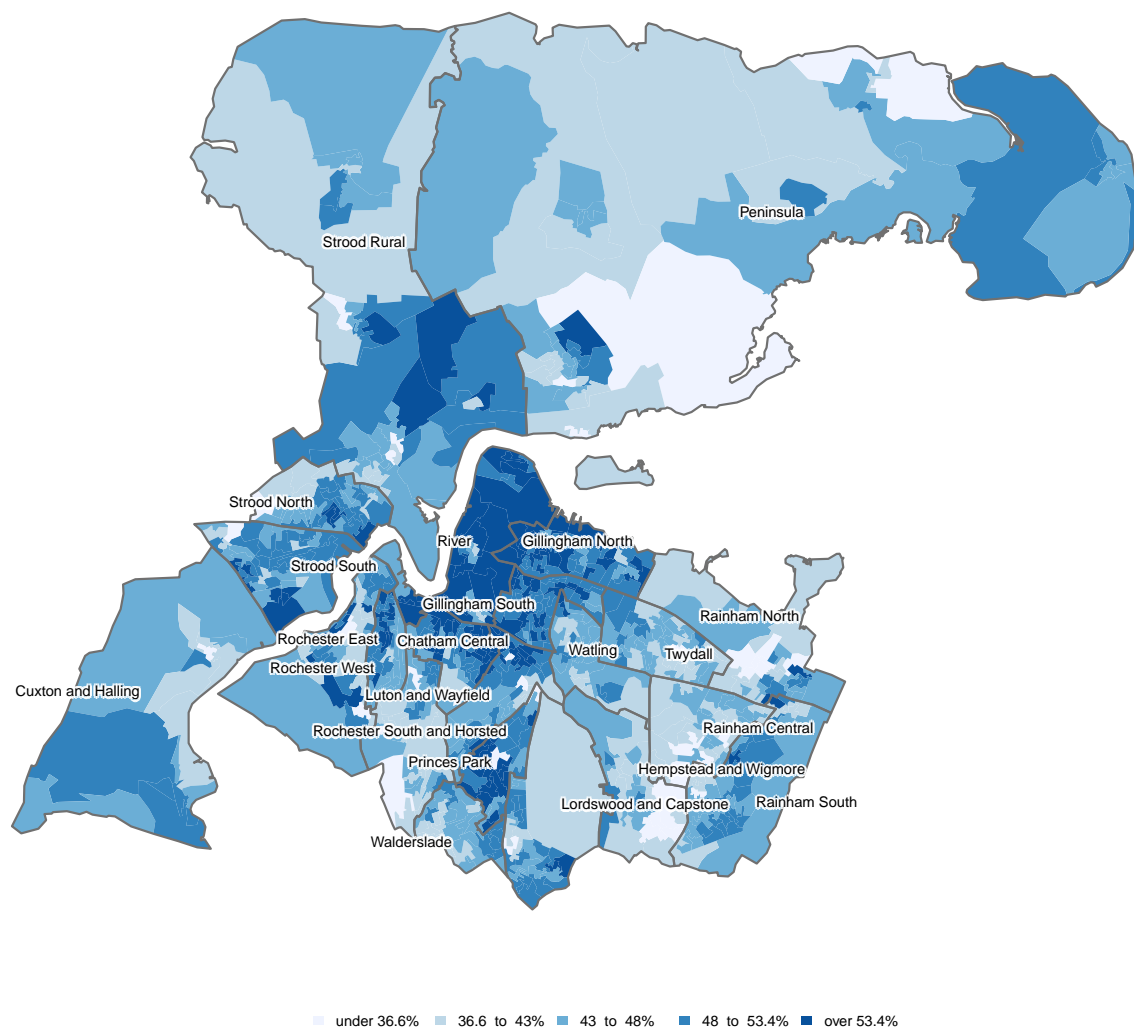 Peninsula
Strood Rural
Strood North
River
Gillingham North
Strood South
Gillingham South
Rainham North
Rochester East
Chatham Central
Watling
Twydall
Rochester West
Cuxton and Halling
Luton and Wayfield
Rochester South and Horsted
Rainham Central
Princes Park
Hempstead and Wigmore
Lordswood and Capstone
Rainham South
Walderslade
under 36.6% 36.6 to 43% 43 to 48% 48 to 53.4% over 53.4%